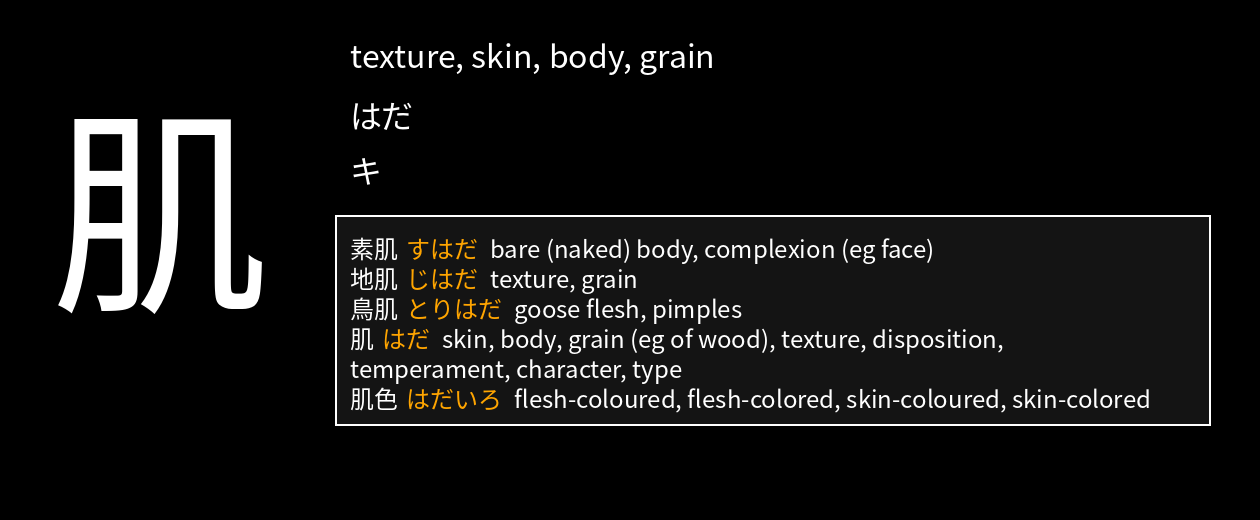 肌
texture, skin, body, grain
はだ
キ
素肌 すはだ bare (naked) body, complexion (eg face)
地肌 じはだ texture, grain
鳥肌 とりはだ goose flesh, pimples
肌 はだ skin, body, grain (eg of wood), texture, disposition,
temperament, character, type
肌色 はだいろ flesh-coloured, flesh-colored, skin-coloured, skin-colored